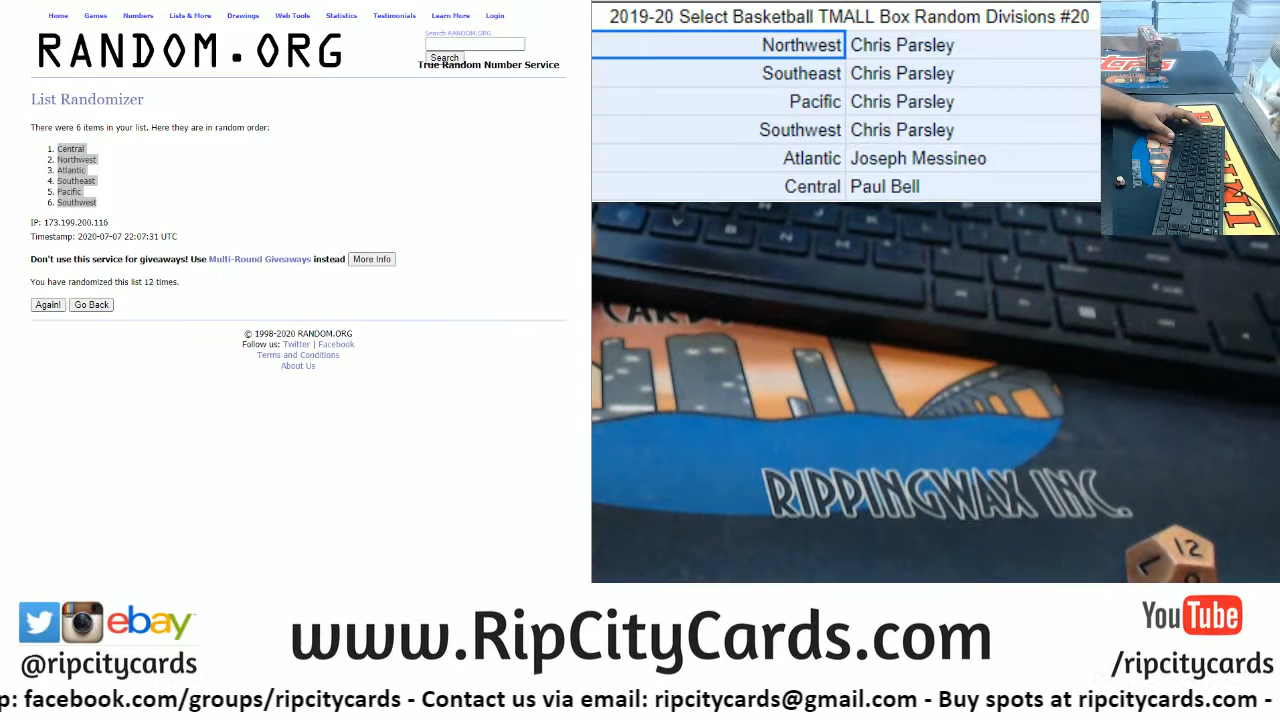 Home Games Numbers Lists & More Drawings Web Tools Statistics Testimonials Learn More Login
Search RANDOM.ORG
RANDOM.ORG
Search
True Random Number Service
List Randomizer
There were 6 items in your list. Here they are in random order:
1. Central
2. Northwest
3. Atlantic
4. Southeast
5. Pacific
6. Southwest
IP: 173.199.200.116
Timestamp: 2020-07-07 22:07:31 UTC
Don't use this service for giveaways! Use Multi-Round Giveaways instead More Info
You have randomized this list 12 times.
Again! Go Back
© 1998-2020 RANDOM.ORG
Follow us: Twitter | Facebook
Terms and Conditions
About Us
2019-20 Select Basketball TMALL Box Random Divisions #20
Northwest Chris Parsley
Southeast Chris Parsley
Pacific Chris Parsley
Southwest Chris Parsley
Atlantic Joseph Messineo
Central Paul Bell
CARDS
RIPPINGWAX INC.
12
ebay
@ripcitycards
www.RipCityCards.com
YouTube
/ripcitycards
p: facebook.com/groups/ripcitycards - Contact us via email: ripcitycards@gmail.com - Buy spots at ripcitycards.com -